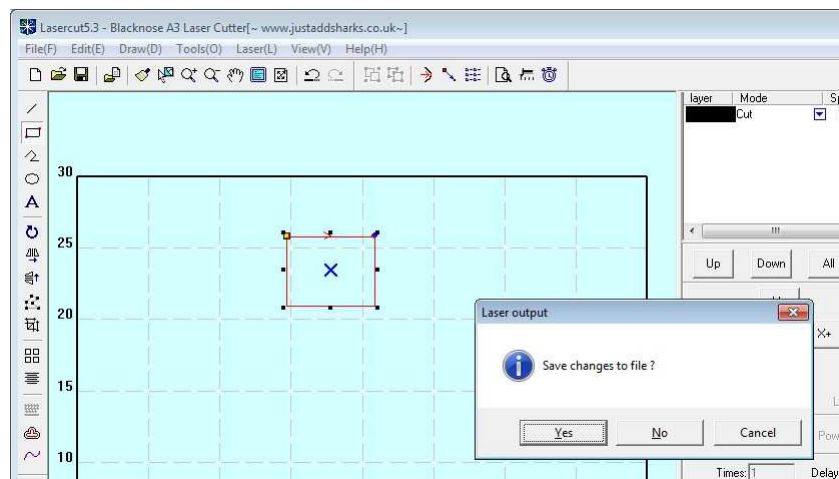 Lasercut5.3 - Blacknose A3 Laser Cutter[~ www.justaddsharks.co.uk~]
File(F) Edit(E) Draw(D) Tools(O) Laser(L) View(V) Help(H)
layer Mode
Cut
A
30
25
20
15
10
Up Down All
X+
Laser output
Save changes to file ?
Yes No Cancel
Times: 1 Delay